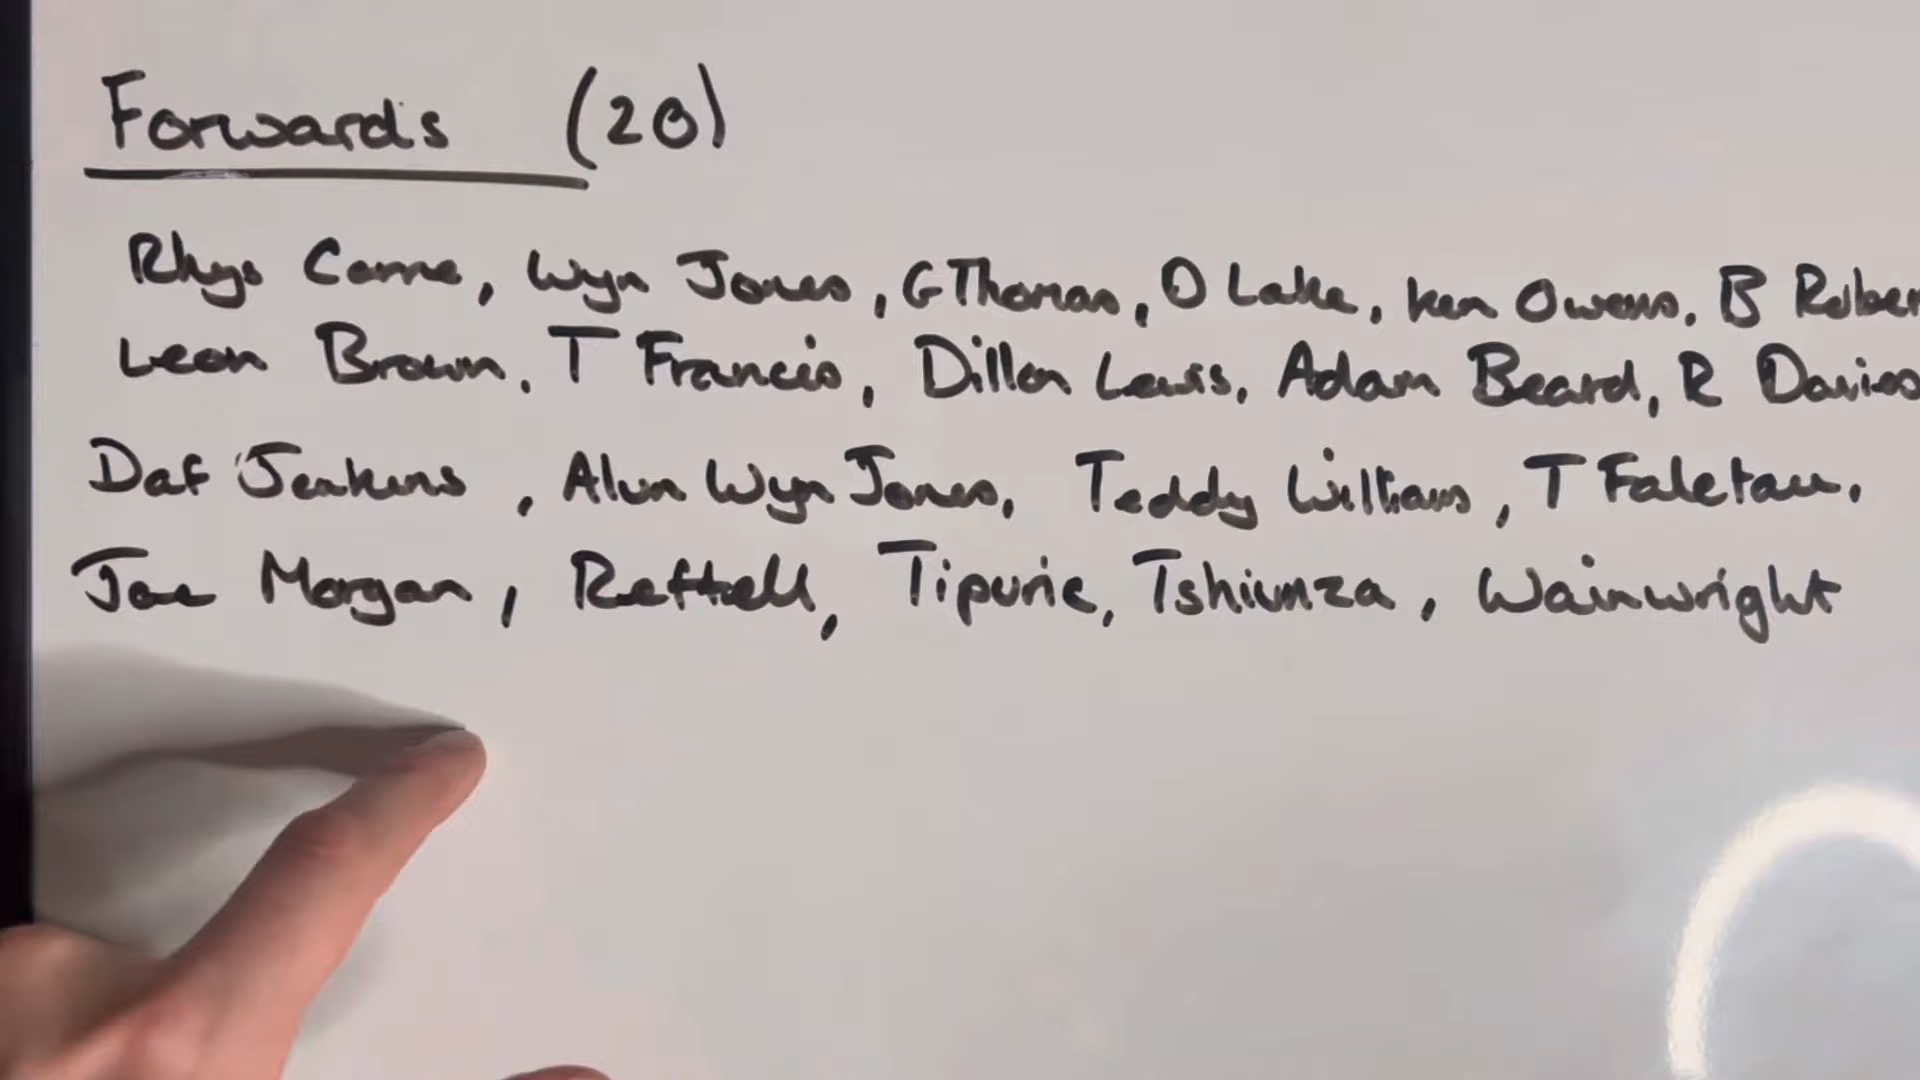 Forwards (20)
Rhys Carre, Wyn Jones, G Thomas, D Lake, Ken Owens, B Rober
Leon Brown, T Francis, Dillon Lewis, Adam Beard, R Davies
Daf Jenkins, Alun Wyn Jones, Teddy Williams, T Faletau,
Jac Morgan, Reffell, Tipuric, Tshiunza, Wainwright